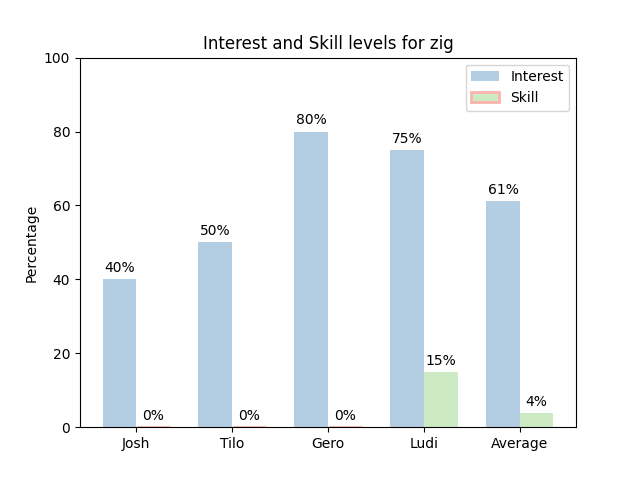 Interest and Skill levels for zig
Interest
Skill
Percentage
100
80
60
40
20
0
40%
0%
50%
0%
80%
0%
75%
15%
61%
4%
Josh
Tilo
Gero
Ludi
Average